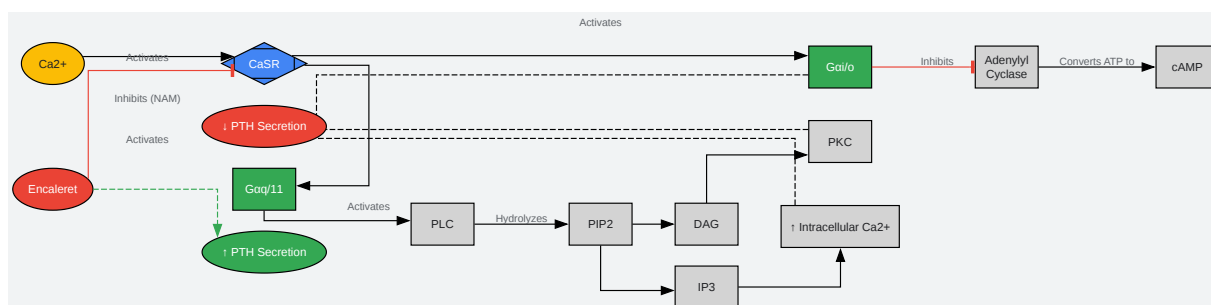 Activates
Ca2+
Activates
CaSR
Gαi/o
Inhibits
Adenylyl
Cyclase
Converts ATP to
cAMP
Inhibits (NAM)
↓ PTH Secretion
Activates
PKC
Encaleret
Gαq/11
Activates
PLC
Hydrolyzes
PIP2
DAG
↑ Intracellular Ca2+
↑ PTH Secretion
IP3